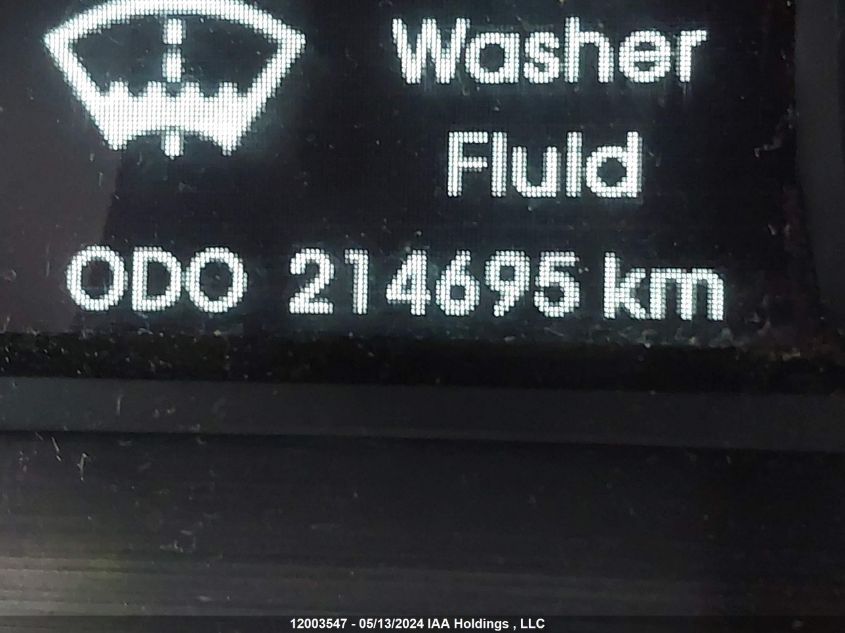 Washer
Fluid
ODO 214695 km
12003547 - 05/13/2024 IAA Holdings , LLC